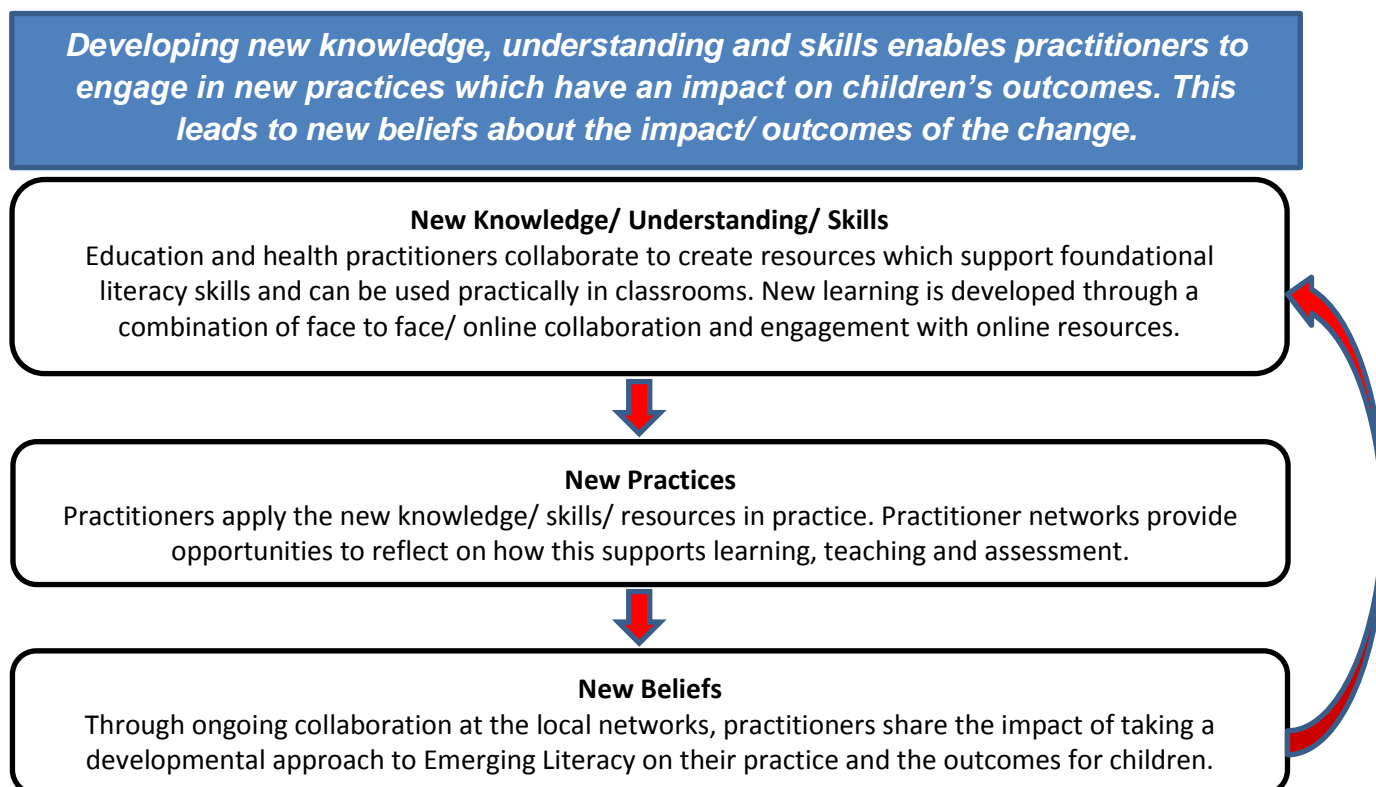 Developing new knowledge, understanding and skills enables practitioners to
engage in new practices which have an impact on children’s outcomes. This
leads to new beliefs about the impact/ outcomes of the change.
New Knowledge/ Understanding/ Skills
Education and health practitioners collaborate to create resources which support foundational
literacy skills and can be used practically in classrooms. New learning is developed through a
combination of face to face/ online collaboration and engagement with online resources.
New Practices
Practitioners apply the new knowledge/ skills/ resources in practice. Practitioner networks provide
opportunities to reflect on how this supports learning, teaching and assessment.
New Beliefs
Through ongoing collaboration at the local networks, practitioners share the impact of taking a
developmental approach to Emerging Literacy on their practice and the outcomes for children.